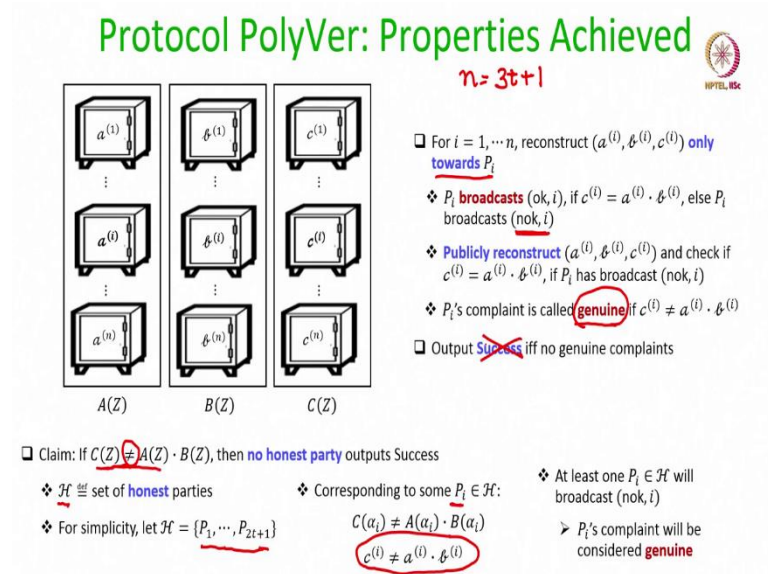 Protocol PolyVer: Properties Achieved
NPTEL, IISc
n = 3t+1
a^(1) b^(1) c^(1)
⋮ ⋮ ⋮
a^(i) b^(i) c^(i)
⋮ ⋮ ⋮
a^(n) b^(n) c^(n)
A(Z) B(Z) C(Z)
❑ For i = 1, ⋯ n, reconstruct (a^(i), b^(i), c^(i)) only
towards P_i
❖ P_i broadcasts (ok, i), if c^(i) = a^(i) · b^(i), else P_i
broadcasts (nok, i)
❖ Publicly reconstruct (a^(i), b^(i), c^(i)) and check if
c^(i) = a^(i) · b^(i), if P_i has broadcast (nok, i)
❖ P_i's complaint is called genuine if c^(i) ≠ a^(i) · b^(i)
❑ Output Success iff no genuine complaints
❑ Claim: If C(Z) ≠ A(Z) · B(Z), then no honest party outputs Success
❖ ℋ ≝ set of honest parties
❖ For simplicity, let ℋ = {P_1, ⋯, P_2t+1}
❖ Corresponding to some P_i ∈ ℋ:
C(α_i) ≠ A(α_i) · B(α_i)
c^(i) ≠ a^(i) · b^(i)
❖ At least one P_i ∈ ℋ will
broadcast (nok, i)
➢ P_i's complaint will be
considered genuine